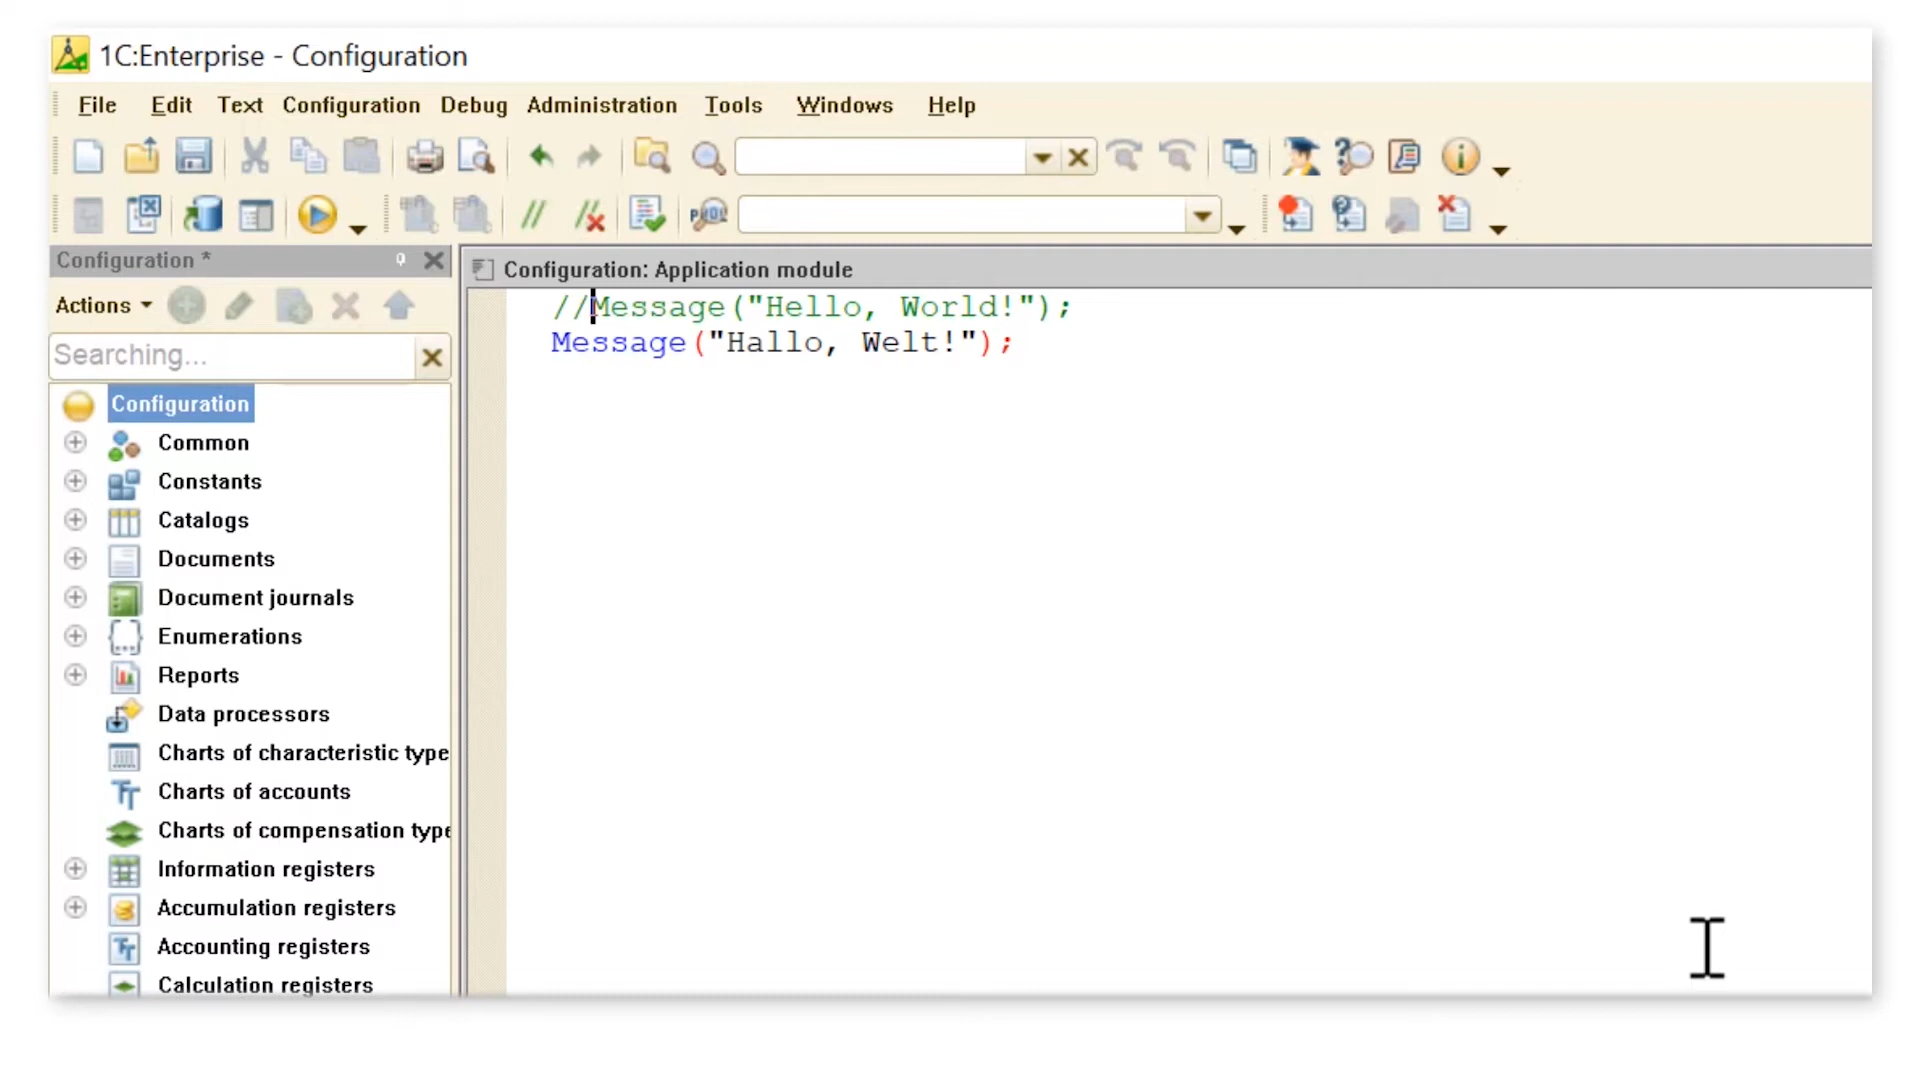 1C:Enterprise - Configuration
File Edit Text Configuration Debug Administration Tools Windows Help
Configuration *
Actions
Searching...
Configuration
Common
Constants
Catalogs
Documents
Document journals
Enumerations
Reports
Data processors
Charts of characteristic type
Charts of accounts
Charts of compensation type
Information registers
Accumulation registers
Accounting registers
Calculation registers
Configuration: Application module
//Message("Hello, World!");
Message("Hallo, Welt!");